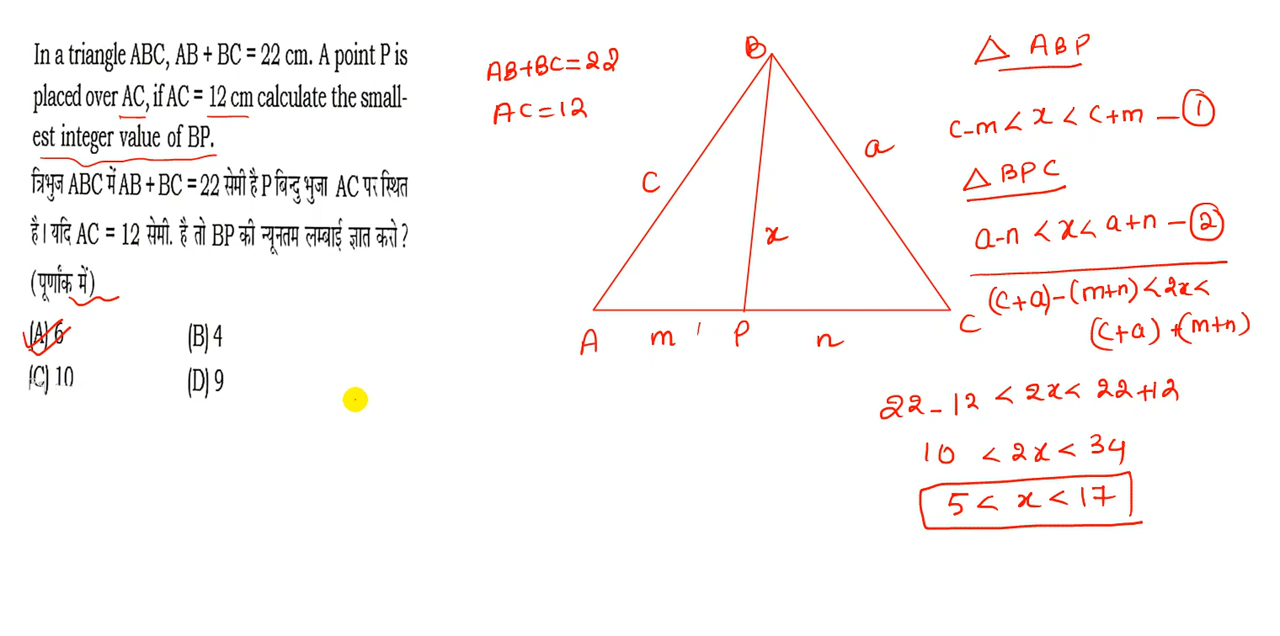 In a triangle ABC, AB + BC = 22 cm. A point P is
placed over AC, if AC = 12 cm calculate the small-
est integer value of BP.
त्रिभुज ABC में AB + BC = 22 सेमी है P बिन्दु भुजा AC पर स्थित
है। यदि AC = 12 सेमी. है तो BP की न्यूनतम लम्बाई ज्ञात करो ?
(पूर्णांक में)
(A) 6 (B) 4
(C) 10 (D) 9
AB+BC=22
AC=12
B
C
a
x
A
m
P
n
C
△ ABP
C-m < x < C+m — ①
△ BPC
a-n < x < a+n — ②
(C+a)-(m+n) < 2x <
(C+a)+(m+n)
22-12 < 2x < 22+12
10 < 2x < 34
5 < x < 17